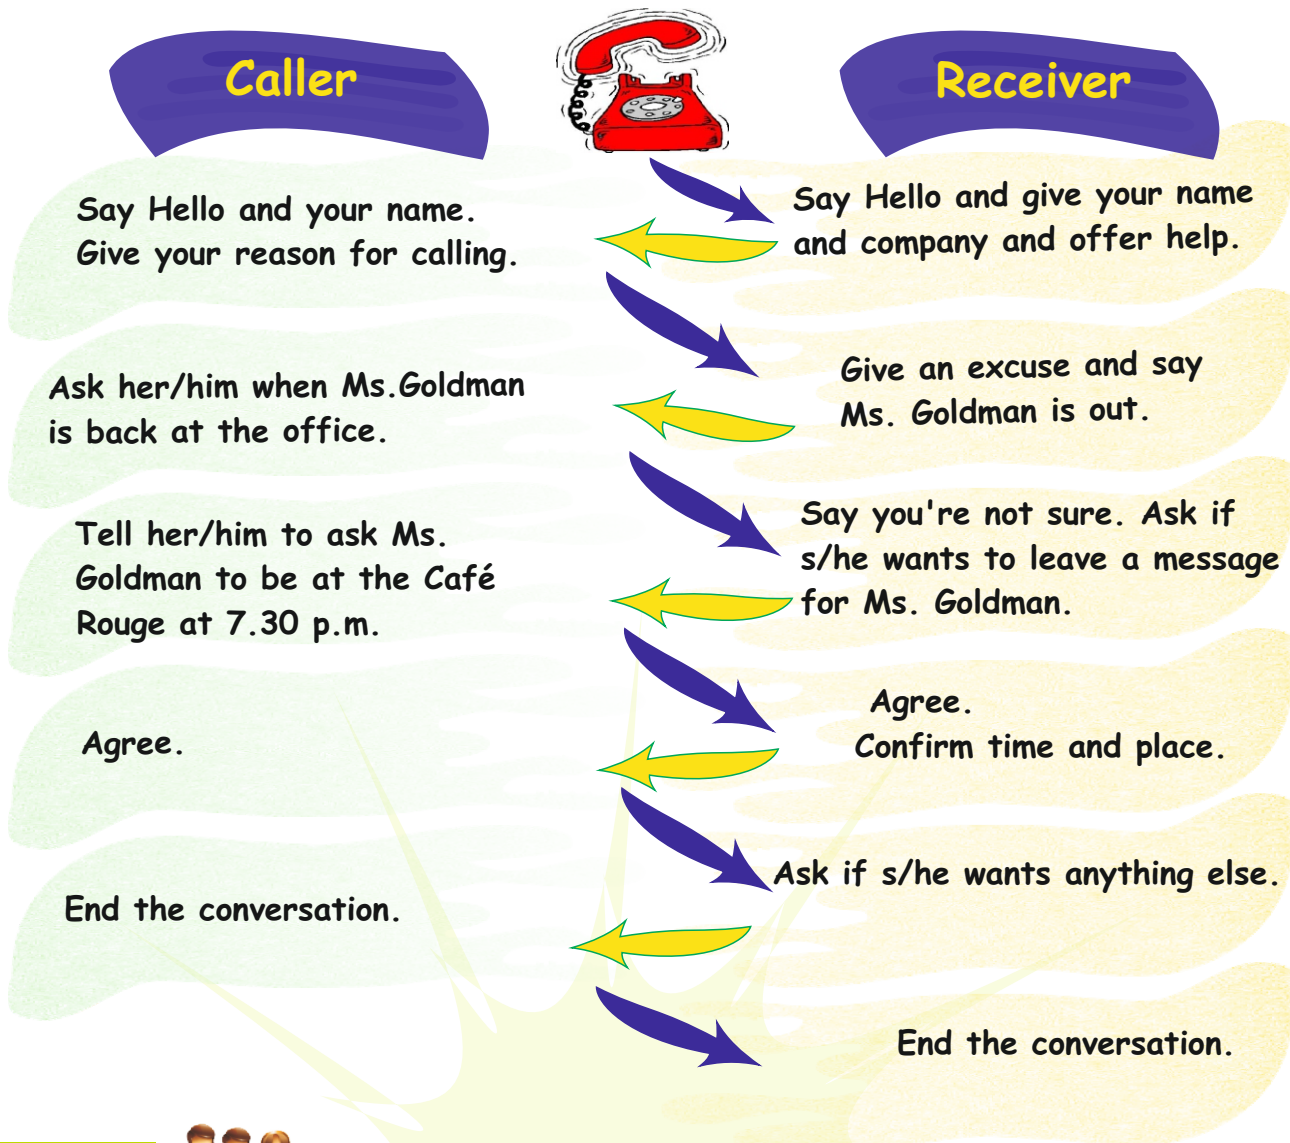 Caller
Receiver
Say Hello and give your name
and company and offer help.
Say Hello and your name.
Give your reason for calling.
Give an excuse and say
Ms. Goldman is out.
Ask her/him when Ms.Goldman
is back at the office.
Say you're not sure. Ask if
s/he wants to leave a message
for Ms. Goldman.
Tell her/him to ask Ms.
Goldman to be at the Café
Rouge at 7.30 p.m.
Agree.
Confirm time and place.
Agree.
Ask if s/he wants anything else.
End the conversation.
End the conversation.